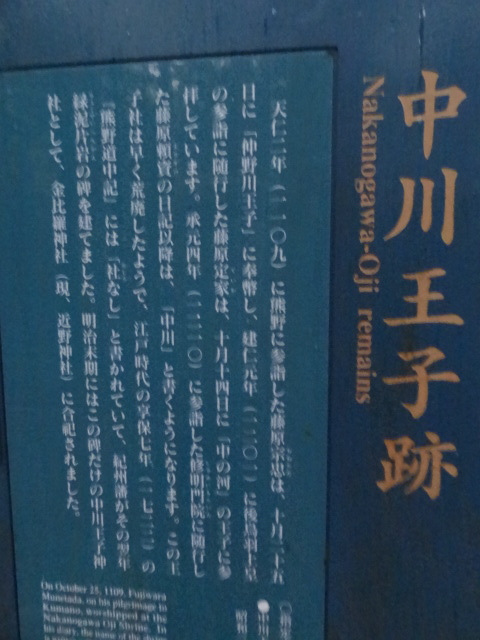 中川王子跡
Nakanogawa-Oji remains
天仁二年（一一〇九）に熊野に参詣した藤原宗忠は、十月二十五
日に「仲野川王子」に奉幣し、建仁元年（一二〇一）に後鳥羽上皇
の参詣に随行した藤原定家は、十月十四日に「中の河」の王子に参
拝しています。承元四年（一二一〇）に参詣した修明門院に随行し
た藤原頼資の日記以降は、「中川」と書くようになります。この王
子社は早く荒廃したようで、江戸時代の享保七年（一七二二）の
『熊野道中記』には「社なし」と書かれていて、紀州藩がその翌年
緑泥片岩の碑を建てました。明治末期にはこの碑だけの中川王子神
社として、金比羅神社（現、近野神社）に合祀されました。
On October 25, 1109, Fujiwara
Munetada, on his pilgrimage to
Kumano, worshiped at the
Nakanogawa Oji Shrine. In
his diary, the name of the